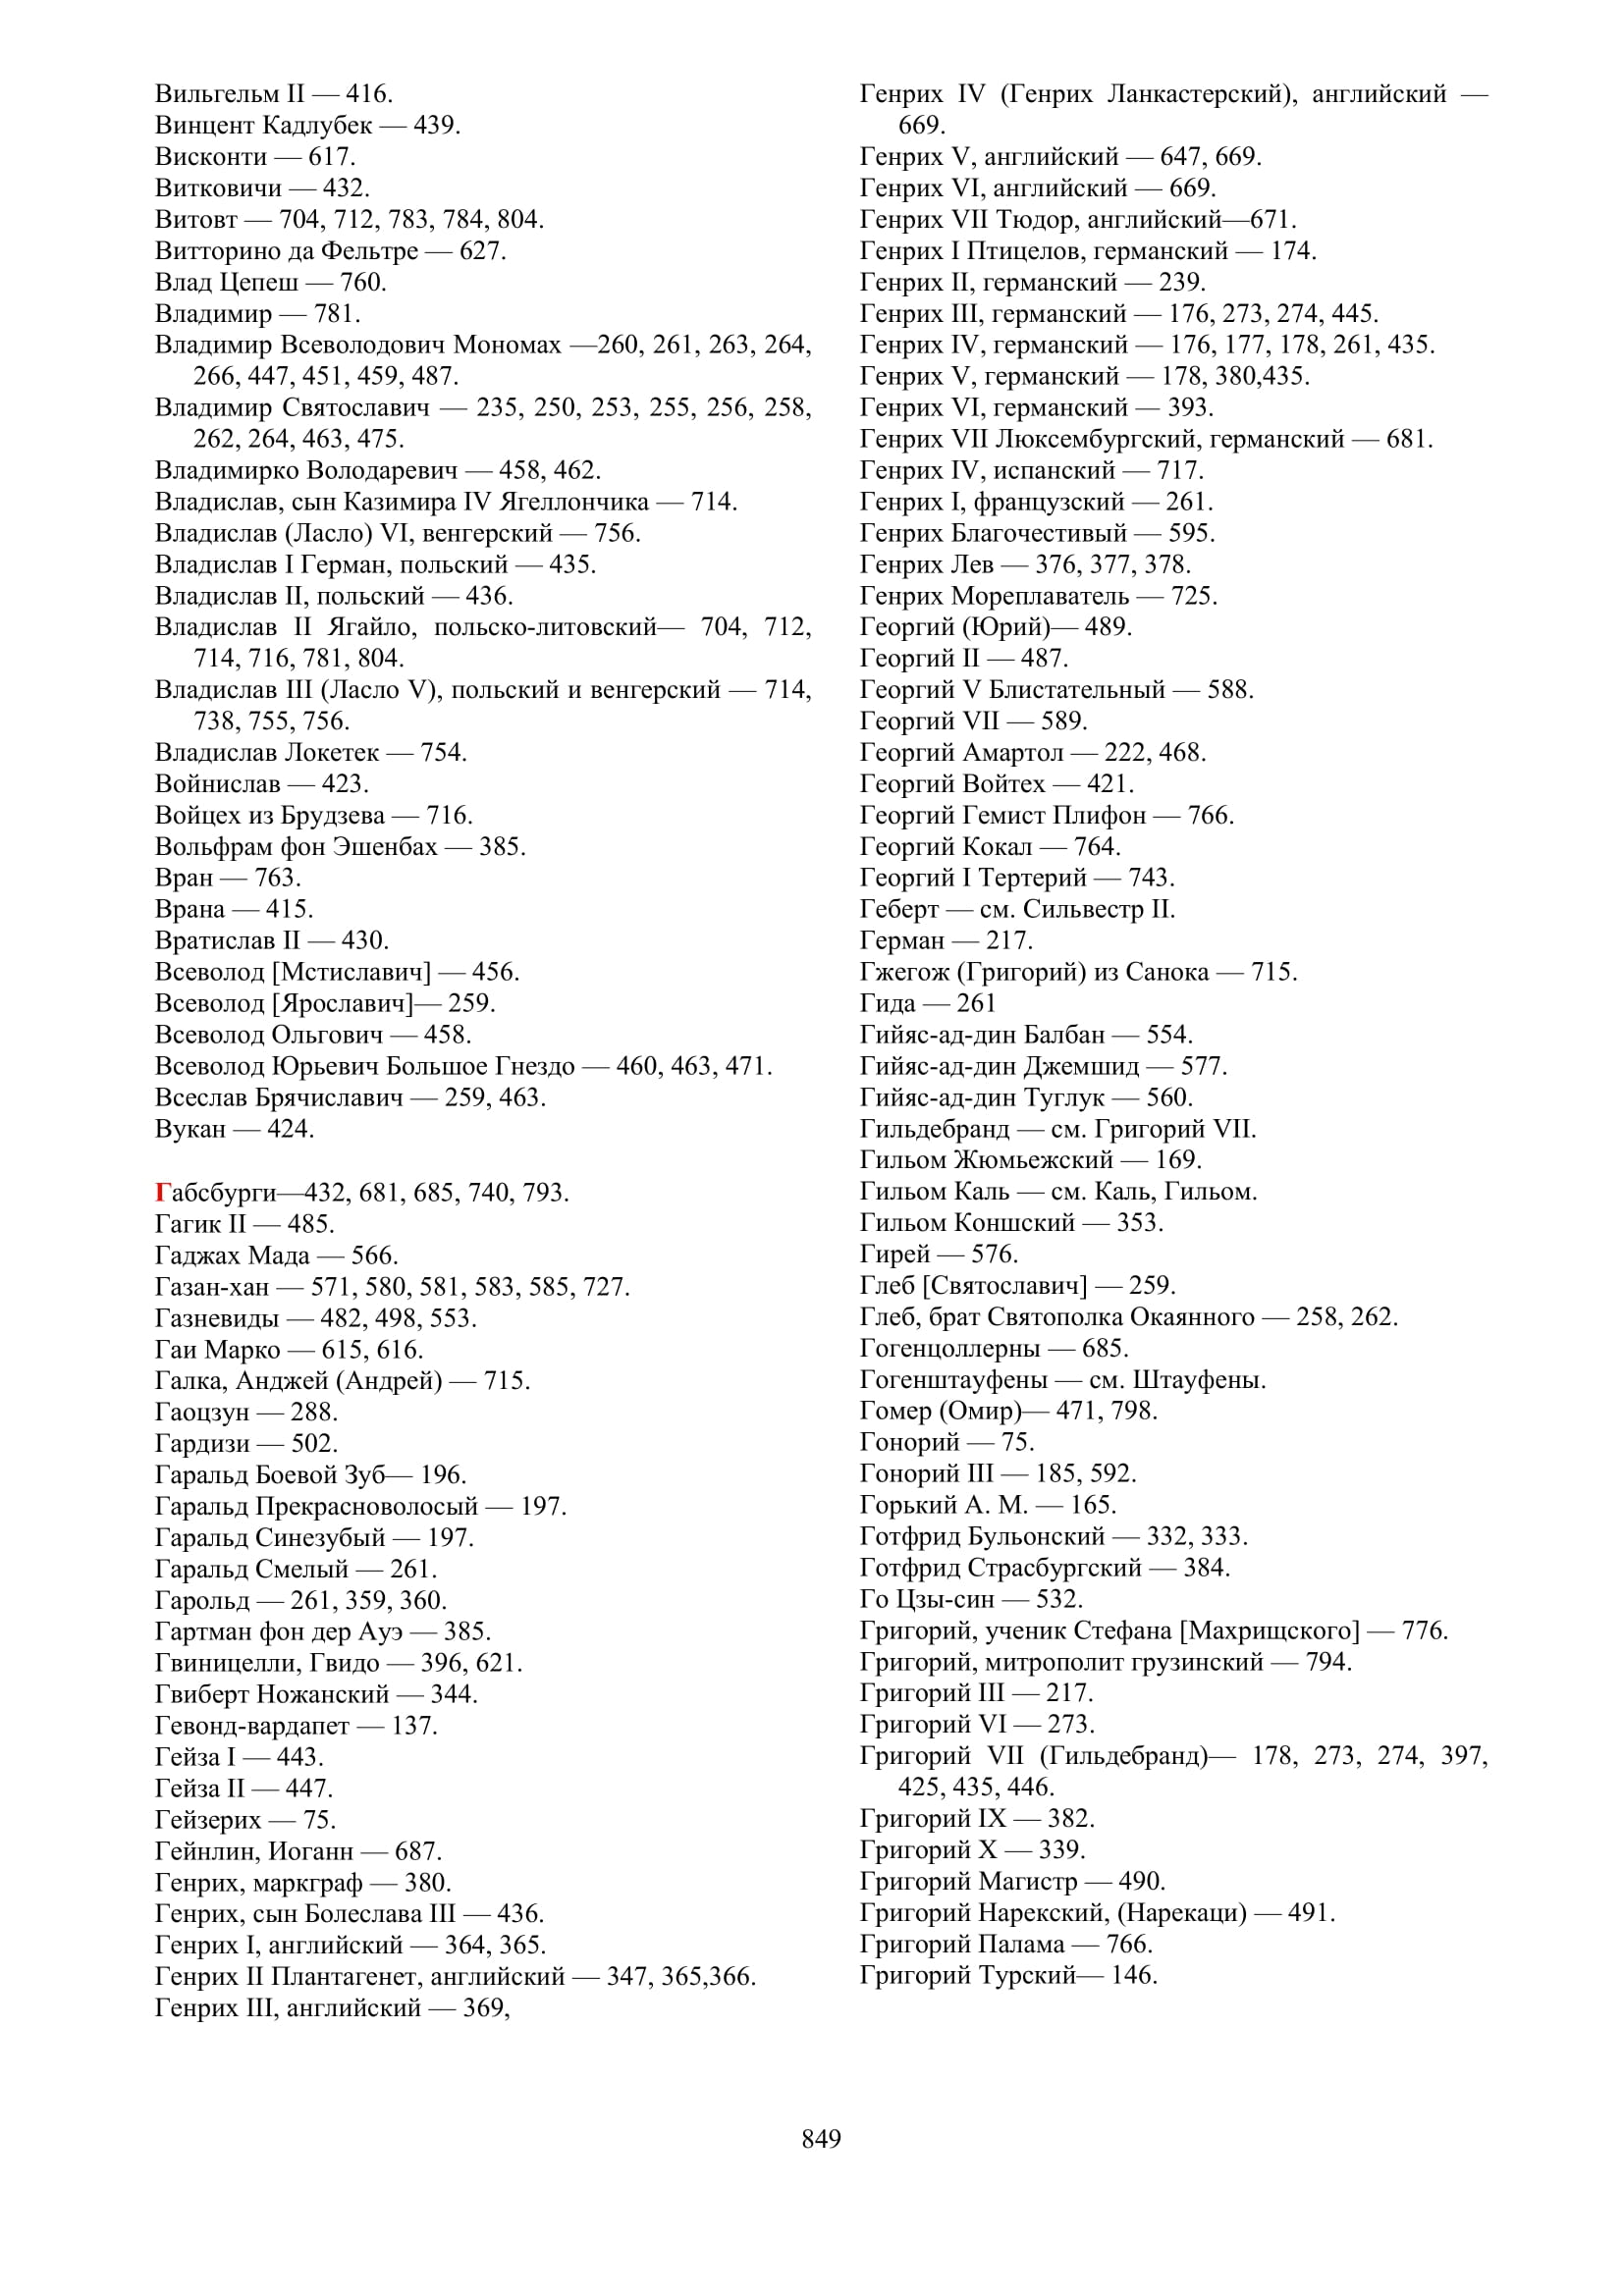 Вильгельм II — 416.
Винцент Кадлубек — 439.
Висконти — 617.
Витковичи — 432.
Витовт — 704, 712, 783, 784, 804.
Витторино да Фельтре — 627.
Влад Цепеш — 760.
Владимир — 781.
Владимир Всеволодович Мономах —260, 261, 263, 264,
266, 447, 451, 459, 487.
Владимир Святославич — 235, 250, 253, 255, 256, 258,
262, 264, 463, 475.
Владимирко Володаревич — 458, 462.
Владислав, сын Казимира IV Ягеллончика — 714.
Владислав (Ласло) VI, венгерский — 756.
Владислав I Герман, польский — 435.
Владислав II, польский — 436.
Владислав II Ягайло, польско-литовский— 704, 712,
714, 716, 781, 804.
Владислав III (Ласло V), польский и венгерский — 714,
738, 755, 756.
Владислав Локетек — 754.
Войнислав — 423.
Войцех из Брудзева — 716.
Вольфрам фон Эшенбах — 385.
Вран — 763.
Врана — 415.
Вратислав II — 430.
Всеволод [Мстиславич] — 456.
Всеволод [Ярославич]— 259.
Всеволод Ольгович — 458.
Всеволод Юрьевич Большое Гнездо — 460, 463, 471.
Всеслав Брячиславич — 259, 463.
Вукан — 424.
Габсбурги—432, 681, 685, 740, 793.
Гагик II — 485.
Гаджах Мада — 566.
Газан-хан — 571, 580, 581, 583, 585, 727.
Газневиды — 482, 498, 553.
Гаи Марко — 615, 616.
Галка, Анджей (Андрей) — 715.
Гаоцзун — 288.
Гардизи — 502.
Гаральд Боевой Зуб— 196.
Гаральд Прекрасноволосый — 197.
Гаральд Синезубый — 197.
Гаральд Смелый — 261.
Гарольд — 261, 359, 360.
Гартман фон дер Ауэ — 385.
Гвиницелли, Гвидо — 396, 621.
Гвиберт Ножанский — 344.
Гевонд-вардапет — 137.
Гейза I — 443.
Гейза II — 447.
Гейзерих — 75.
Гейнлин, Иоганн — 687.
Генрих, маркграф — 380.
Генрих, сын Болеслава III — 436.
Генрих I, английский — 364, 365.
Генрих II Плантагенет, английский — 347, 365,366.
Генрих III, английский — 369,
Генрих IV (Генрих Ланкастерский), английский —
669.
Генрих V, английский — 647, 669.
Генрих VI, английский — 669.
Генрих VII Тюдор, английский—671.
Генрих I Птицелов, германский — 174.
Генрих II, германский — 239.
Генрих III, германский — 176, 273, 274, 445.
Генрих IV, германский — 176, 177, 178, 261, 435.
Генрих V, германский — 178, 380,435.
Генрих VI, германский — 393.
Генрих VII Люксембургский, германский — 681.
Генрих IV, испанский — 717.
Генрих I, французский — 261.
Генрих Благочестивый — 595.
Генрих Лев — 376, 377, 378.
Генрих Мореплаватель — 725.
Георгий (Юрий)— 489.
Георгий II — 487.
Георгий V Блистательный — 588.
Георгий VII — 589.
Георгий Амартол — 222, 468.
Георгий Войтех — 421.
Георгий Гемист Плифон — 766.
Георгий Кокал — 764.
Георгий I Тертерий — 743.
Геберт — см. Сильвестр II.
Герман — 217.
Гжегож (Григорий) из Санока — 715.
Гида — 261
Гийяс-ад-дин Балбан — 554.
Гийяс-ад-дин Джемшид — 577.
Гийяс-ад-дин Туглук — 560.
Гильдебранд — см. Григорий VII.
Гильом Жюмьежский — 169.
Гильом Каль — см. Каль, Гильом.
Гильом Коншский — 353.
Гирей — 576.
Глеб [Святославич] — 259.
Глеб, брат Святополка Окаянного — 258, 262.
Гогенцоллерны — 685.
Гогенштауфены — см. Штауфены.
Гомер (Омир)— 471, 798.
Гонорий — 75.
Гонорий III — 185, 592.
Горький А. М. — 165.
Готфрид Бульонский — 332, 333.
Готфрид Страсбургский — 384.
Го Цзы-син — 532.
Григорий, ученик Стефана [Махрищского] — 776.
Григорий, митрополит грузинский — 794.
Григорий III — 217.
Григорий VI — 273.
Григорий VII (Гильдебранд)— 178, 273, 274, 397,
425, 435, 446.
Григорий IX — 382.
Григорий X — 339.
Григорий Магистр — 490.
Григорий Нарекский, (Нарекаци) — 491.
Григорий Палама — 766.
Григорий Турский— 146.
849